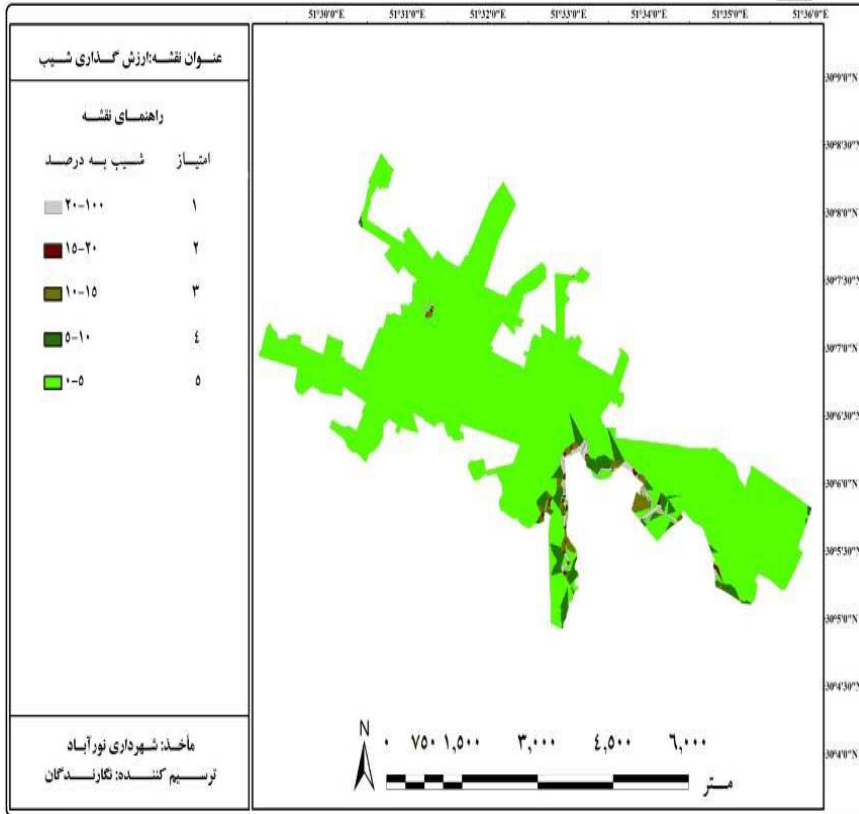 51°30'0"E 51°31'0"E 51°32'0"E 51°33'0"E 51°34'0"E 51°35'0"E 51°36'0"E
عنوان نقشه:ارزش گذاری شیب
راهنمای نقشه
امتیاز شیب به درصد
۱ ۲۰-۱۰۰
۲ ۱۵-۲۰
۳ ۱۰-۱۵
٤ ۵-۱۰
۵ ۰-۵
30°9'0"N
30°8'30"N
30°8'0"N
30°7'30"N
30°7'0"N
30°6'30"N
30°6'0"N
30°5'30"N
30°5'0"N
30°4'30"N
30°4'0"N
N
۰ ۷۵۰ ۱,۵۰۰ ۳,۰۰۰ ٤,۵۰۰ ٦,۰۰۰
متر
مأخذ: شهرداری نورآباد
ترسیم کننده: نگارندگان